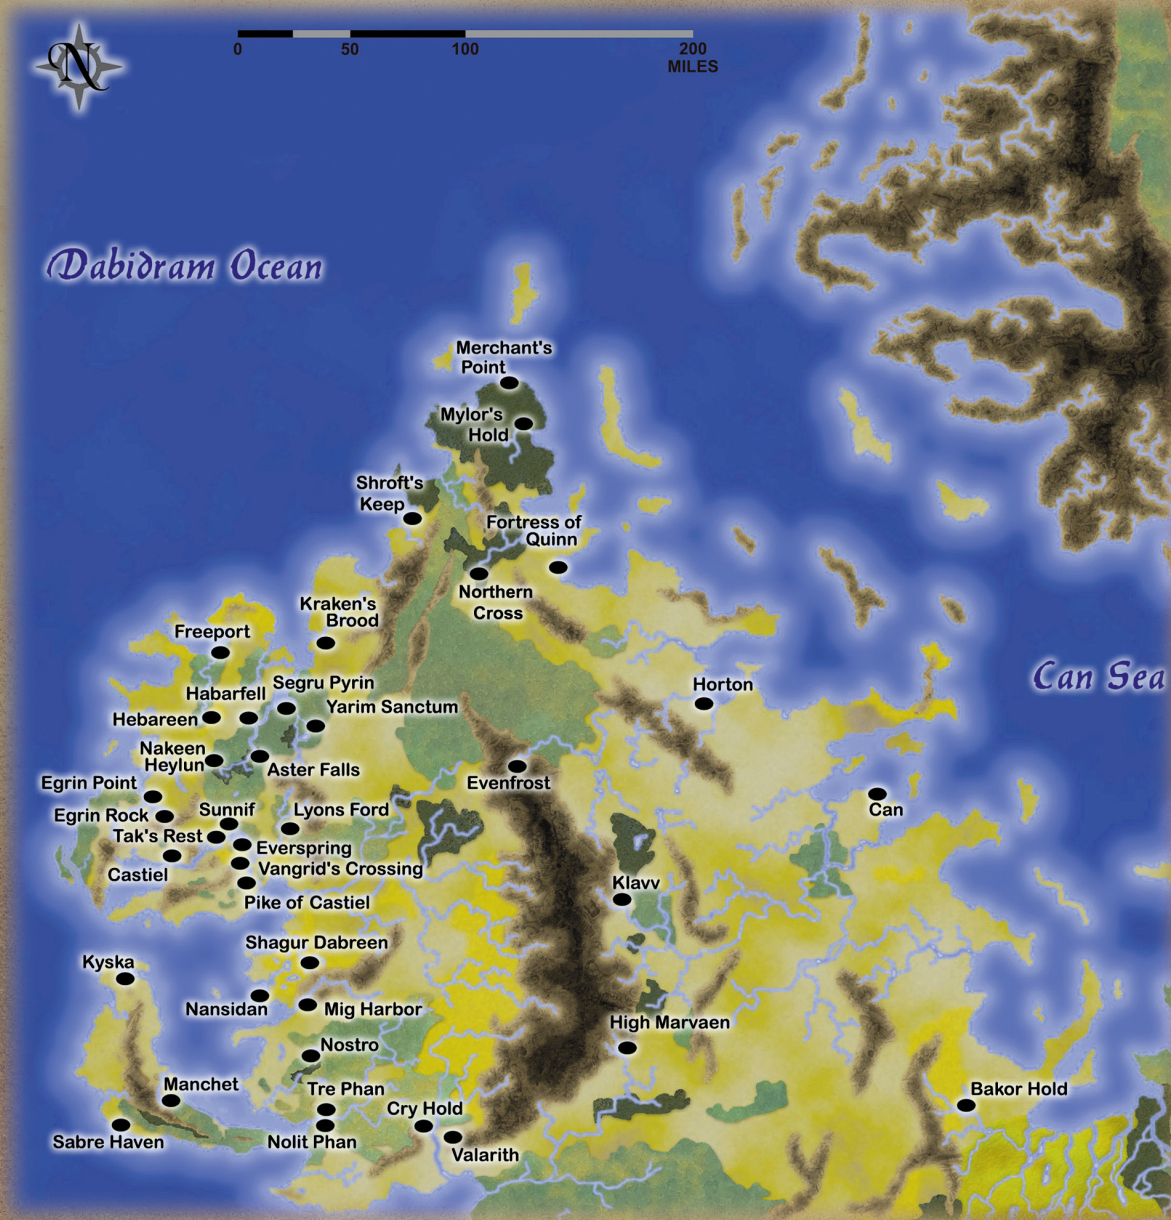 N
0 50 100 200
MILES
Dabidram Ocean
Merchant's
Point
Mylor's
Hold
Shroft's
Keep
Fortress of
Quinn
Northern
Cross
Kraken's
Brood
Freeport
Segru Pyrin
Habarfell
Yarim Sanctum
Hebareen
Can Sea
Horton
Nakeen
Heylun
Aster Falls
Evenfrost
Egrin Point
Egrin Rock
Sunnif
Lyons Ford
Can
Tak's Rest
Everspring
Castiel
Vangrid's Crossing
Klavv
Pike of Castiel
Shagur Dabreen
Kyska
Nansidan
Mig Harbor
High Marvaen
Nostro
Manchet
Tre Phan
Bakor Hold
Cry Hold
Sabre Haven
Nolit Phan
Valarith